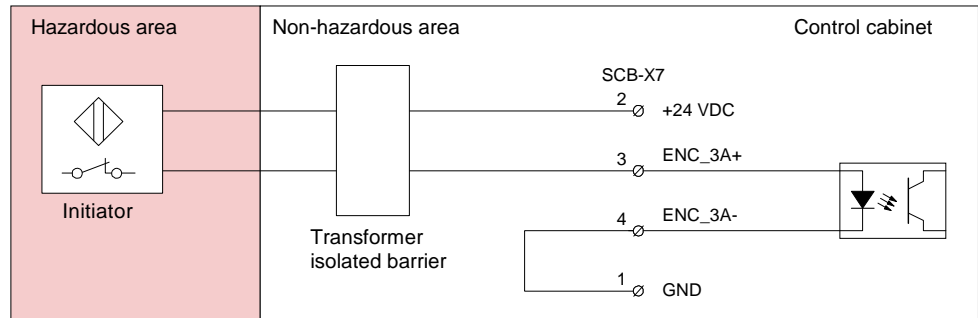 Hazardous area
Non-hazardous area
Control cabinet
SCB-X7
2
+24 VDC
3
ENC_3A+
Initiator
4
ENC_3A-
Transformer
isolated barrier
1
GND